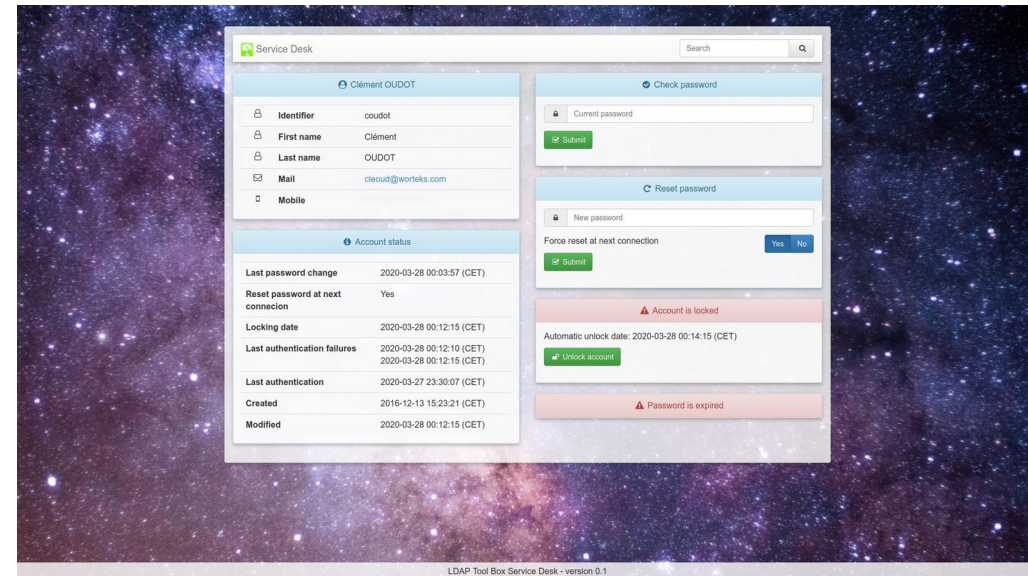 Service Desk
Search
Clément OUDOT
Identifier coudot
First name Clément
Last name OUDOT
Mail cleoud@worteks.com
Mobile
Account status
Last password change 2020-03-28 00:03:57 (CET)
Reset password at next Yes
connecion
Locking date 2020-03-28 00:12:15 (CET)
Last authentication failures 2020-03-28 00:12:10 (CET)
2020-03-28 00:12:15 (CET)
Last authentication 2020-03-27 23:30:07 (CET)
Created 2016-12-13 15:23:21 (CET)
Modified 2020-03-28 00:12:15 (CET)
Check password
Current password
Submit
Reset password
New password
Force reset at next connection Yes No
Submit
Account is locked
Automatic unlock date: 2020-03-28 00:14:15 (CET)
Unlock account
Password is expired
LDAP Tool Box Service Desk - version 0.1